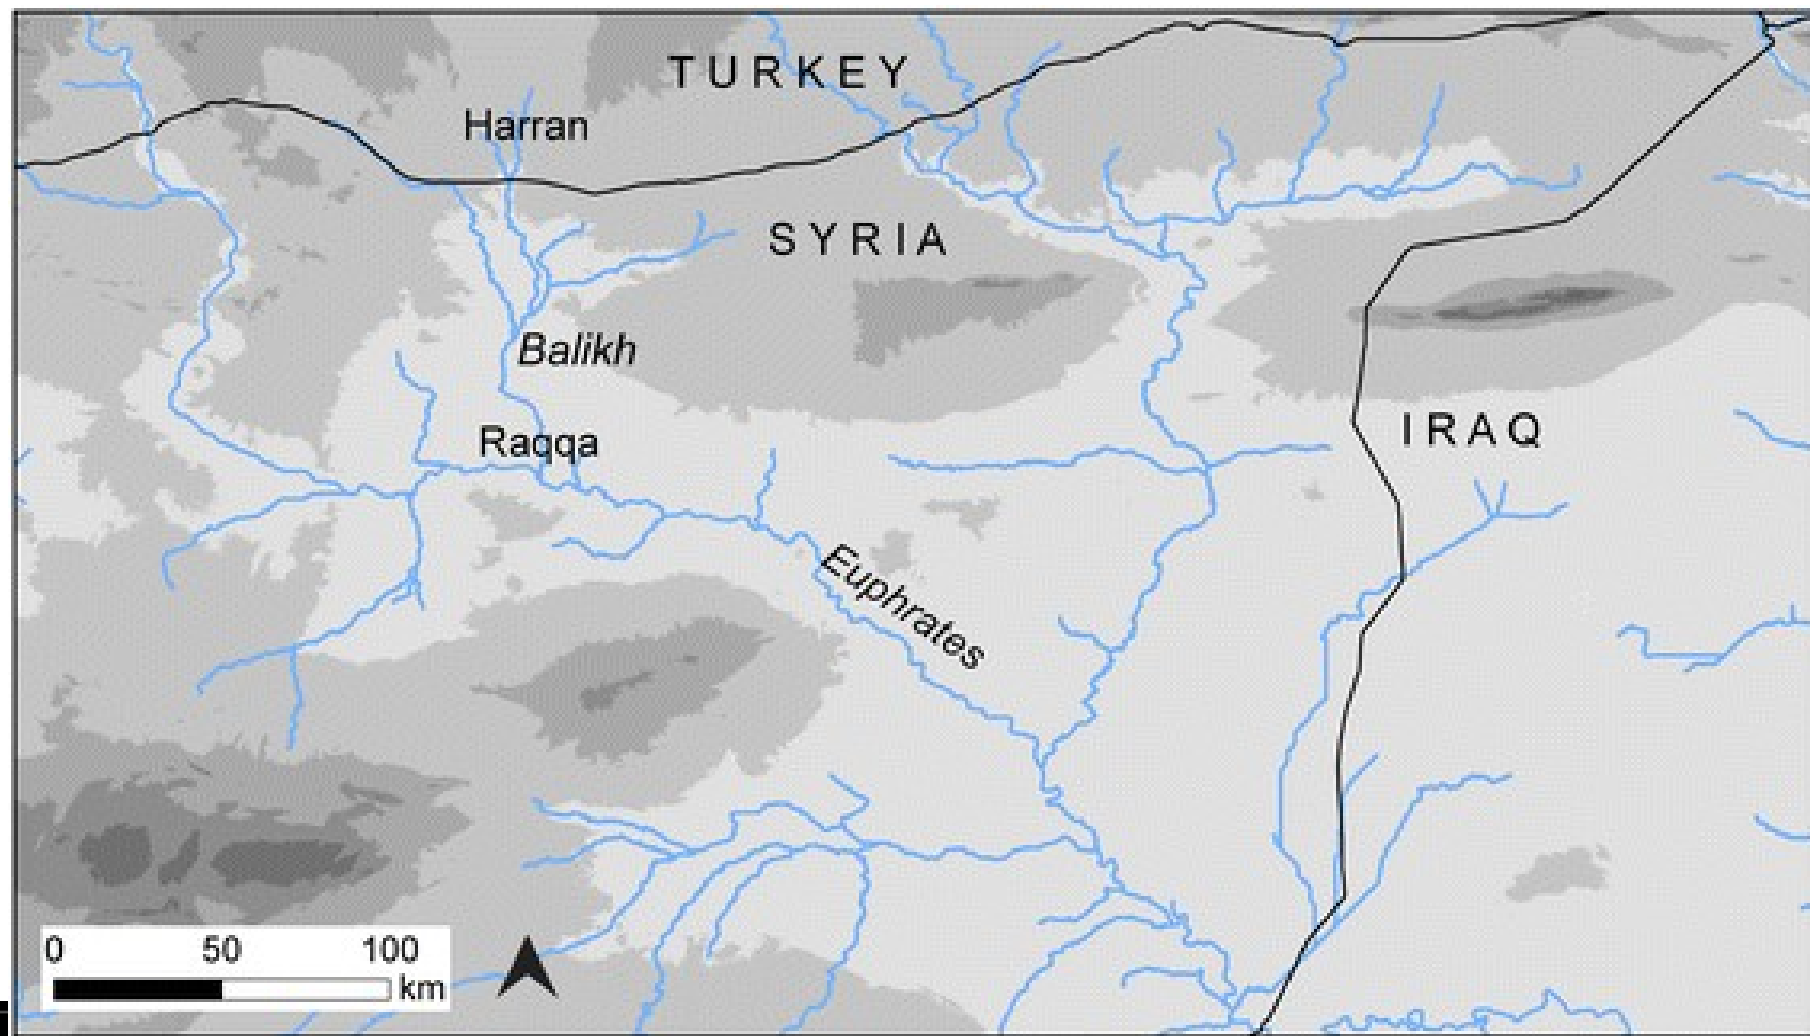 TURKEY
Harran
SYRIA
Balikh
Raqqa
IRAQ
Euphrates
0 50 100
km